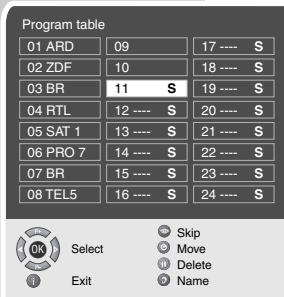 Program table
01 ARD 09 17 ---- S
02 ZDF 10 18 ---- S
03 BR 11 S 19 ---- S
04 RTL 12 ---- S 20 ---- S
05 SAT 1 13 ---- S 21 ---- S
06 PRO 7 14 ---- S 22 ---- S
07 BR 15 ---- S 23 ---- S
08 TEL5 16 ---- S 24 ---- S
P+
OK Select
Skip
Move
Delete
Exit
Name